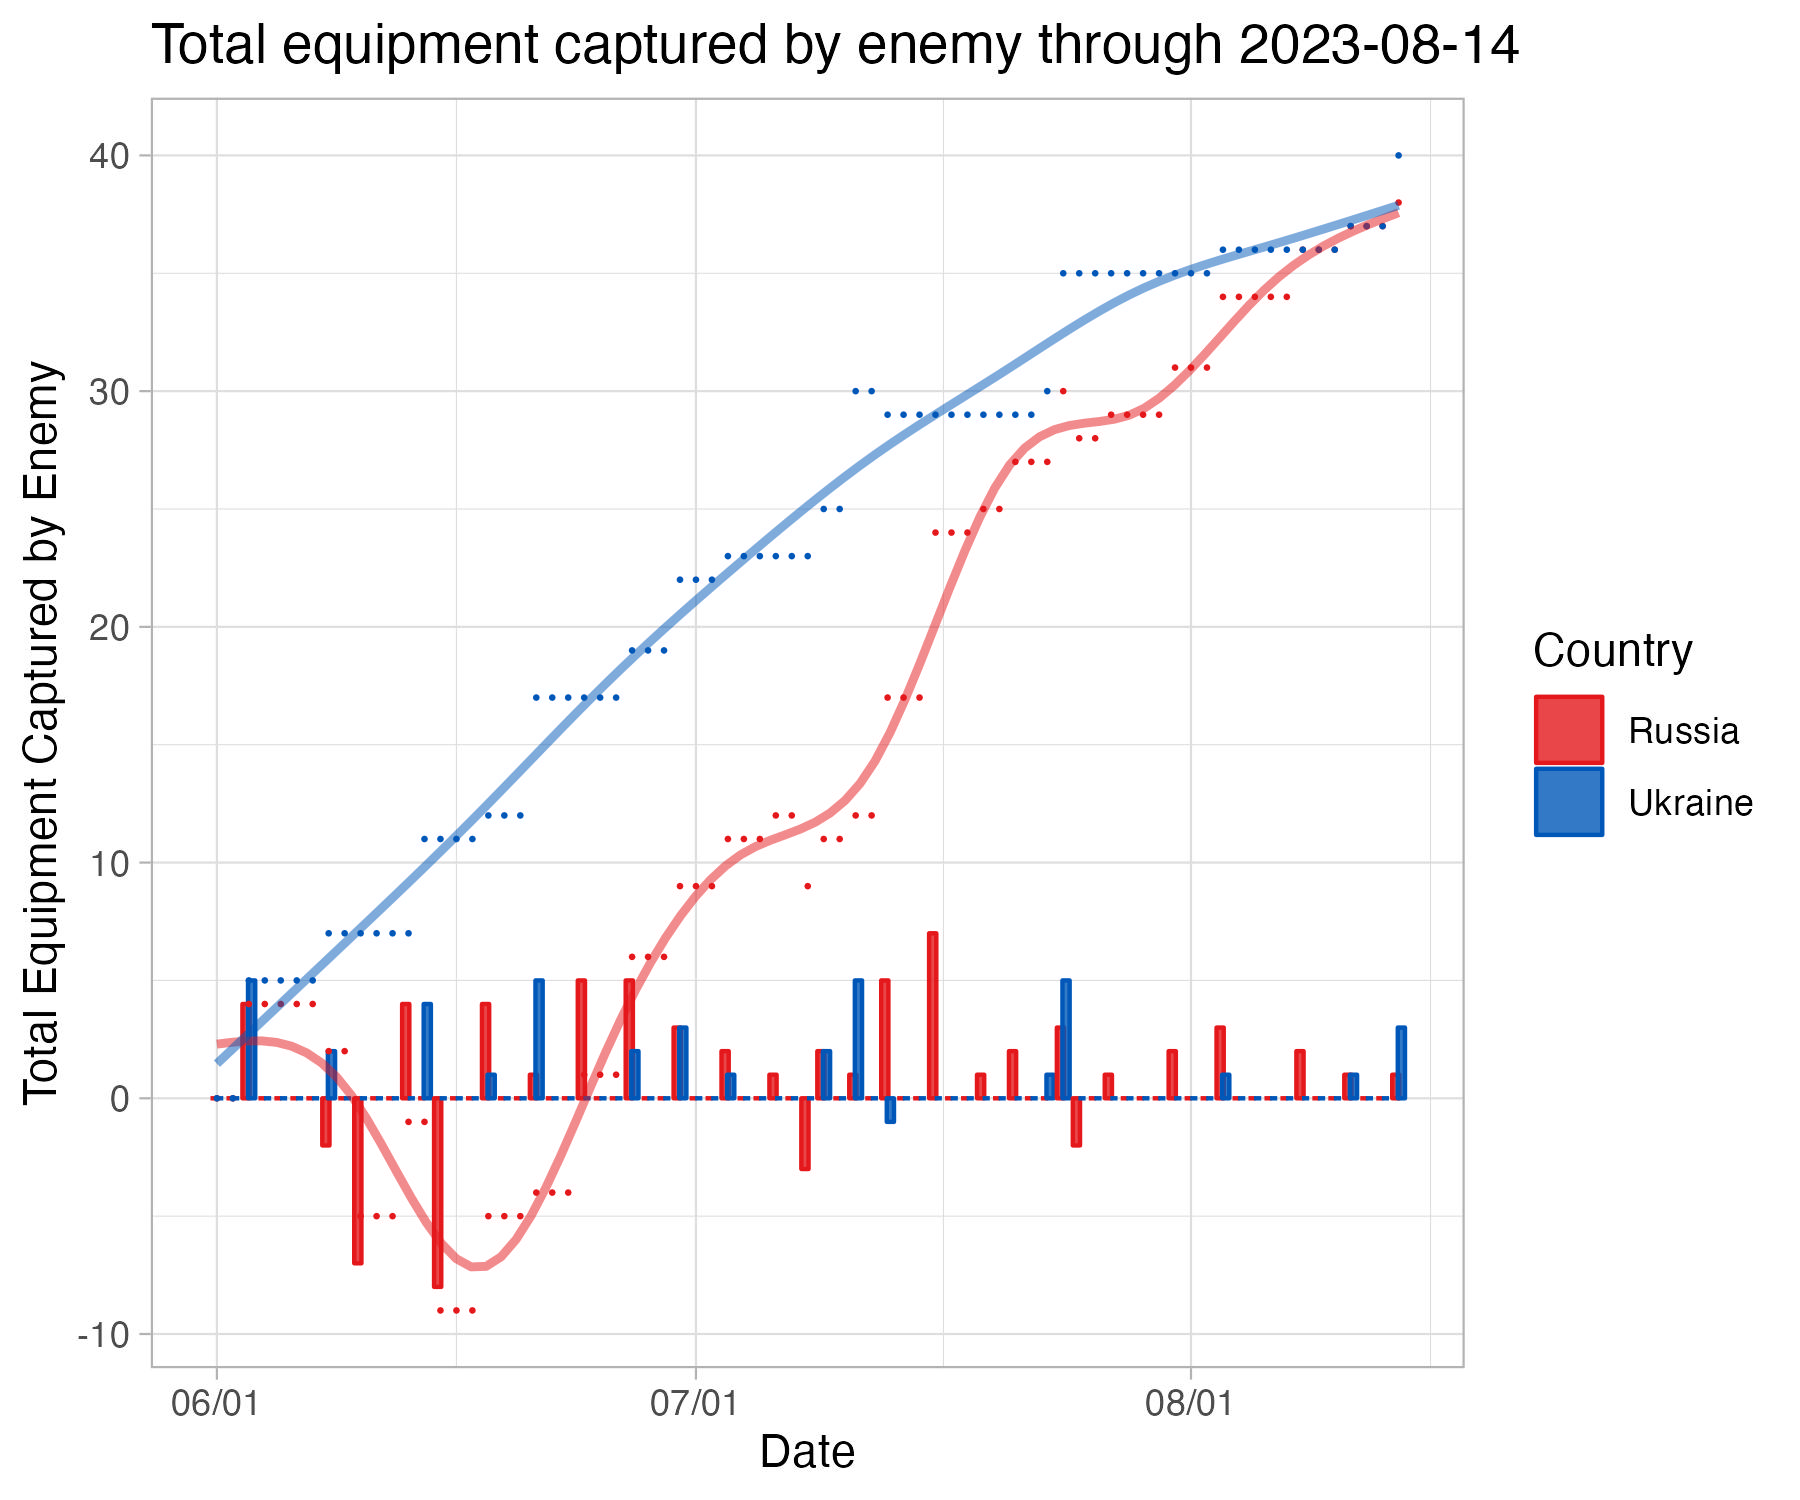 Total equipment captured by enemy through 2023-08-14
Total Equipment Captured by Enemy
40
30
20
10
0
-10
06/01
07/01
08/01
Date
Country
Russia
Ukraine